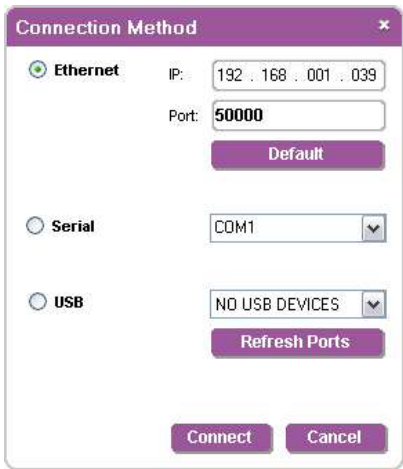 Connection Method ×
Ethernet IP: 192 . 168 . 001 . 039
Port: 50000
Default
Serial COM1
USB NO USB DEVICES
Refresh Ports
Connect Cancel